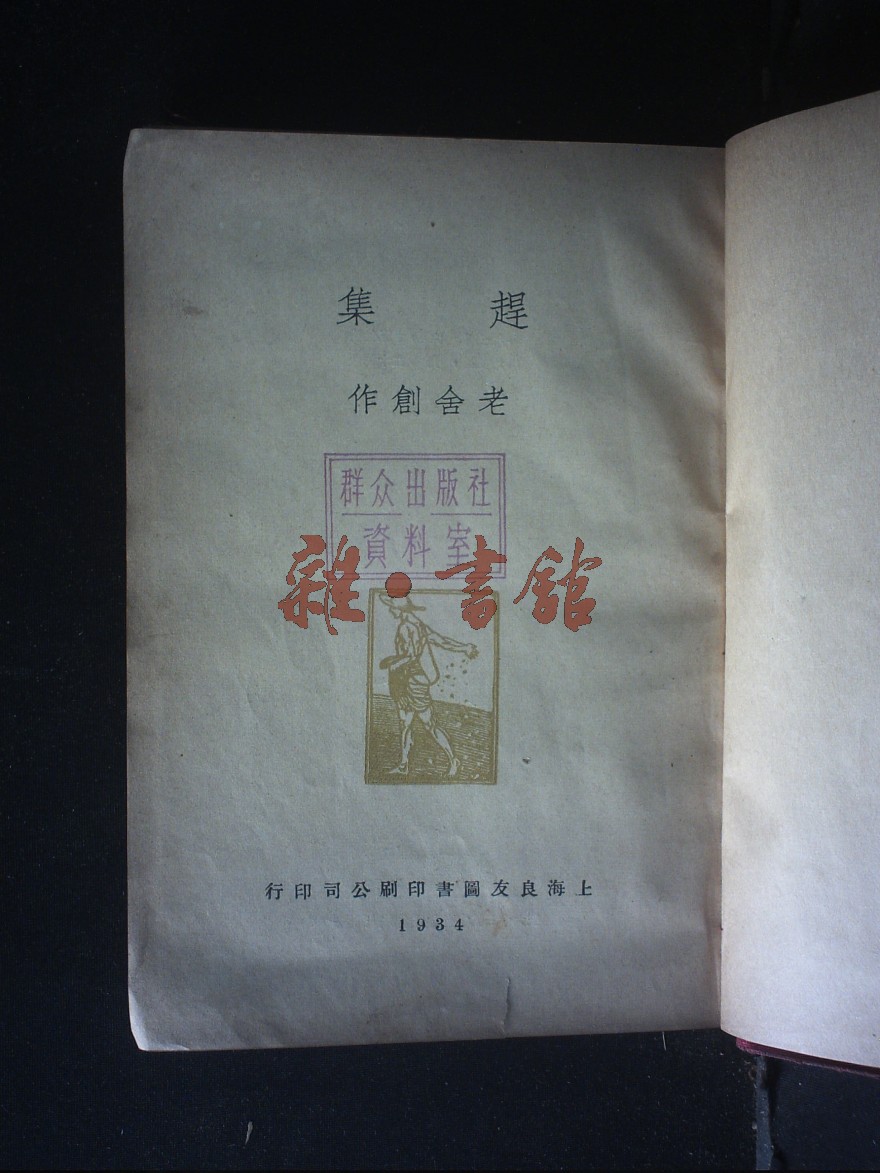 趕集
老舍創作
群众出版社
資料室
雜·書館
上海良友圖書印刷公司印行
1934